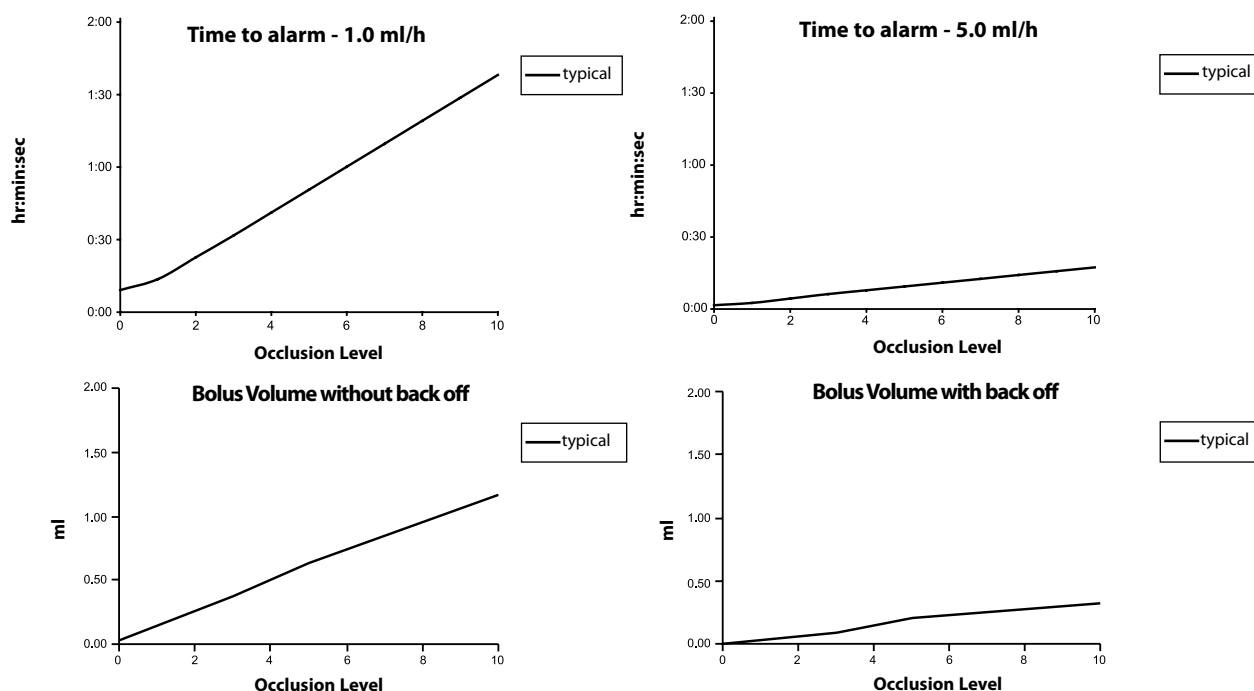 Time to alarm - 1.0 ml/h
typical
hr:min:sec
2:00
1:30
1:00
0:30
0:00
0 2 4 6 8 10
Occlusion Level
Time to alarm - 5.0 ml/h
typical
hr:min:sec
2:00
1:30
1:00
0:30
0:00
0 2 4 6 8 10
Occlusion Level
Bolus Volume without back off
typical
ml
2.00
1.50
1.00
0.50
0.00
0 2 4 6 8 10
Occlusion Level
Bolus Volume with back off
typical
ml
2.00
1.50
1.00
0.50
0.00
0 2 4 6 8 10
Occlusion Level